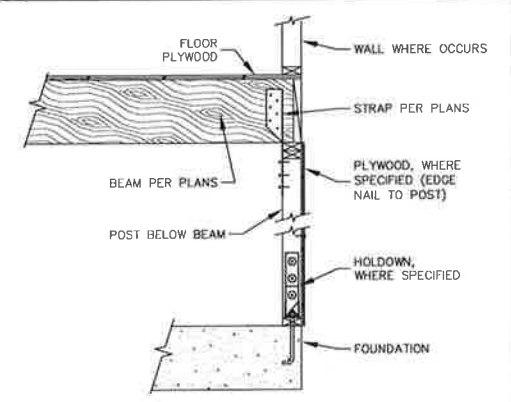 FLOOR
PLYWOOD
WALL WHERE OCCURS
STRAP PER PLANS
BEAM PER PLANS
PLYWOOD, WHERE
SPECIFIED (EDGE
NAIL TO POST)
POST BELOW BEAM
HOLDOWN,
WHERE SPECIFIED
FOUNDATION